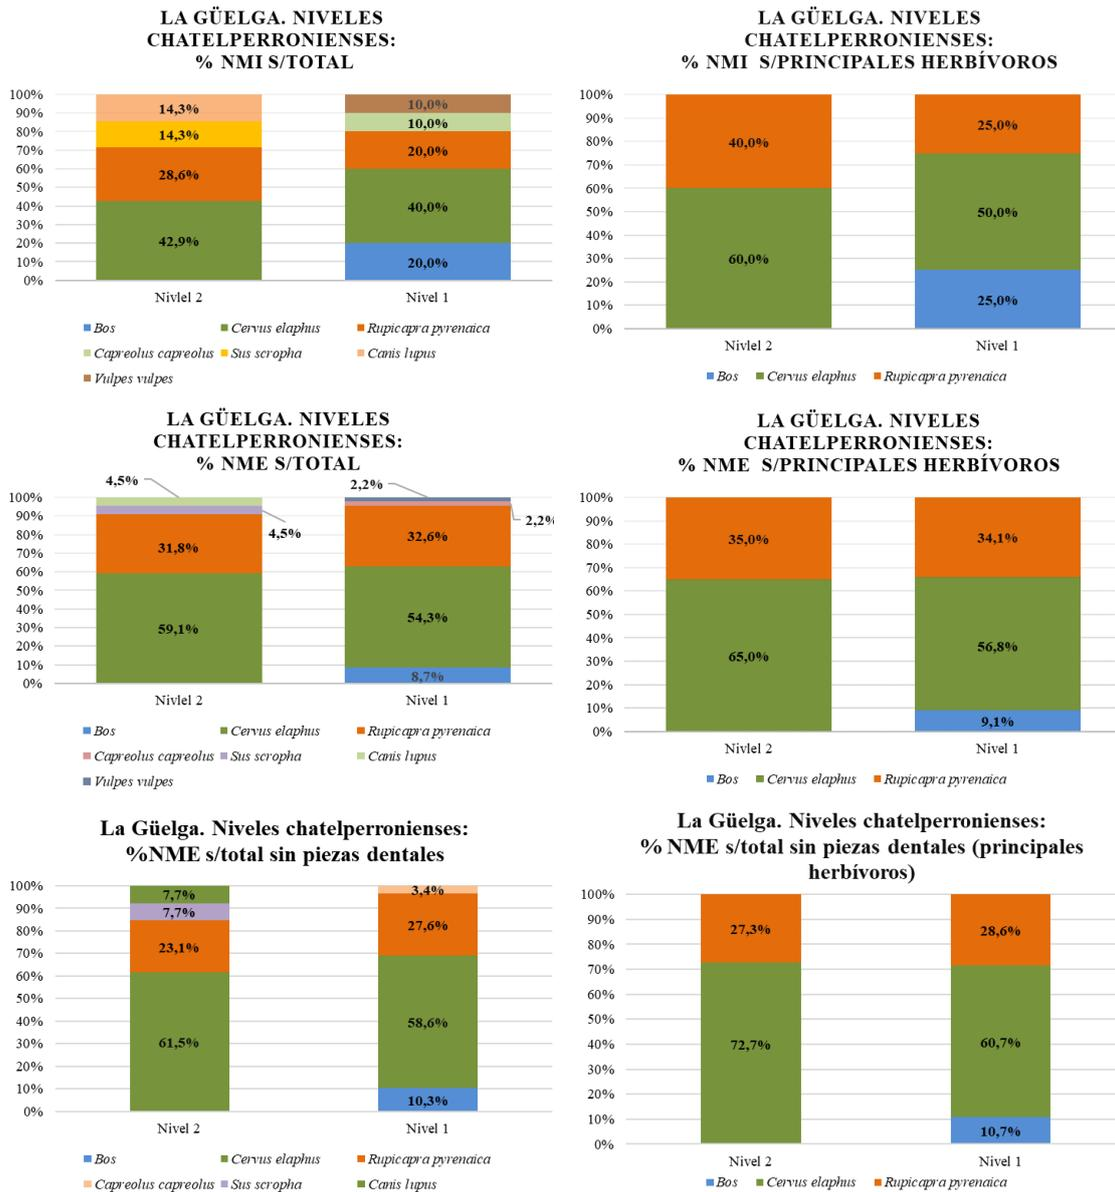 LA GÜELGA. NIVELES
CHATELPERRONIENSES:
% NMI S/TOTAL
100%
90%
80%
70%
60%
50%
40%
30%
20%
10%
0%
14,3%
14,3%
28,6%
42,9%
10,0%
10,0%
20,0%
40,0%
20,0%
Nivlel 2
Nivel 1
Bos
Cervus elaphus
Rupicapra pyrenaica
Capreolus capreolus
Sus scropha
Canis lupus
Vulpes vulpes
LA GÜELGA. NIVELES
CHATELPERRONIENSES:
% NMI S/PRINCIPALES HERBÍVOROS
100%
90%
80%
70%
60%
50%
40%
30%
20%
10%
0%
40,0%
60,0%
25,0%
50,0%
25,0%
Nivlel 2
Nivel 1
Bos
Cervus elaphus
Rupicapra pyrenaica
LA GÜELGA. NIVELES
CHATELPERRONIENSES:
% NME S/TOTAL
100%
90%
80%
70%
60%
50%
40%
30%
20%
10%
0%
4,5%
4,5%
31,8%
59,1%
2,2%
2,2%
32,6%
54,3%
8,7%
Nivlel 2
Nivel 1
Bos
Cervus elaphus
Rupicapra pyrenaica
Capreolus capreolus
Sus scropha
Canis lupus
Vulpes vulpes
LA GÜELGA. NIVELES
CHATELPERRONIENSES:
% NME S/PRINCIPALES HERBÍVOROS
100%
90%
80%
70%
60%
50%
40%
30%
20%
10%
0%
35,0%
65,0%
34,1%
56,8%
9,1%
Nivlel 2
Nivel 1
Bos
Cervus elaphus
Rupicapra pyrenaica
La Güelga. Niveles chatelperronienses:
%NME s/total sin piezas dentales
100%
90%
80%
70%
60%
50%
40%
30%
20%
10%
0%
7,7%
7,7%
23,1%
61,5%
3,4%
27,6%
58,6%
10,3%
Nivel 2
Nivel 1
Bos
Cervus elaphus
Rupicapra pyrenaica
Capreolus capreolus
Sus scropha
Canis lupus
La Güelga. Niveles chatelperronienses:
% NME s/total sin piezas dentales (principales
herbívoros)
100%
90%
80%
70%
60%
50%
40%
30%
20%
10%
0%
27,3%
72,7%
28,6%
60,7%
10,7%
Nivel 2
Nivel 1
Bos
Cervus elaphus
Rupicapra pyrenaica